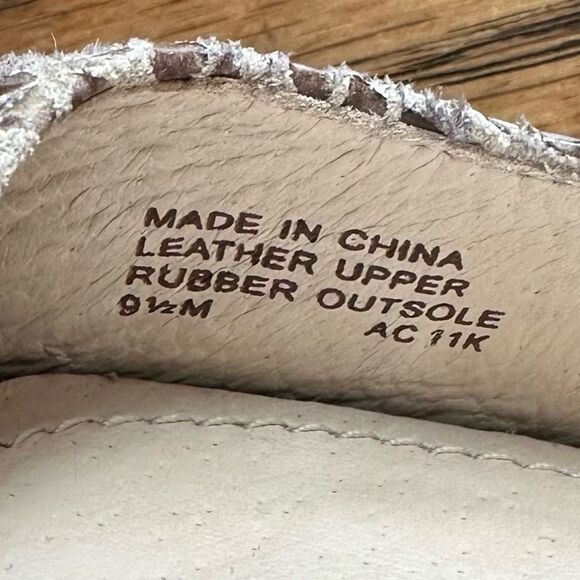 MADE IN CHINA
LEATHER UPPER
RUBBER OUTSOLE
9½M AC 11K